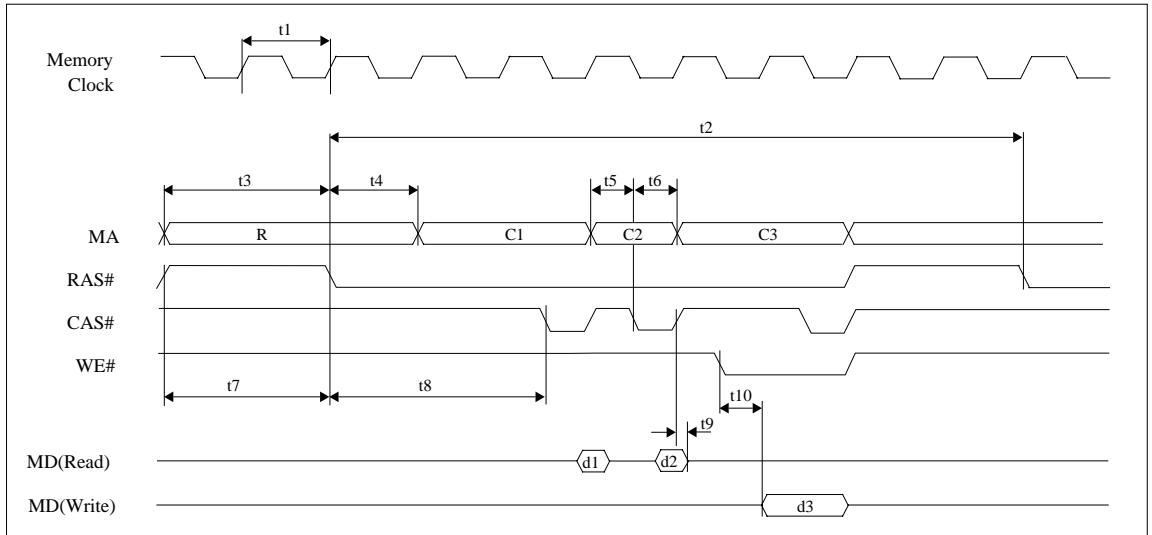 t1
Memory
Clock
t2
t3 t4 t5 t6
MA R C1 C2 C3
RAS#
CAS#
WE#
t7 t8 t10
t9
MD(Read) d1 d2
MD(Write) d3